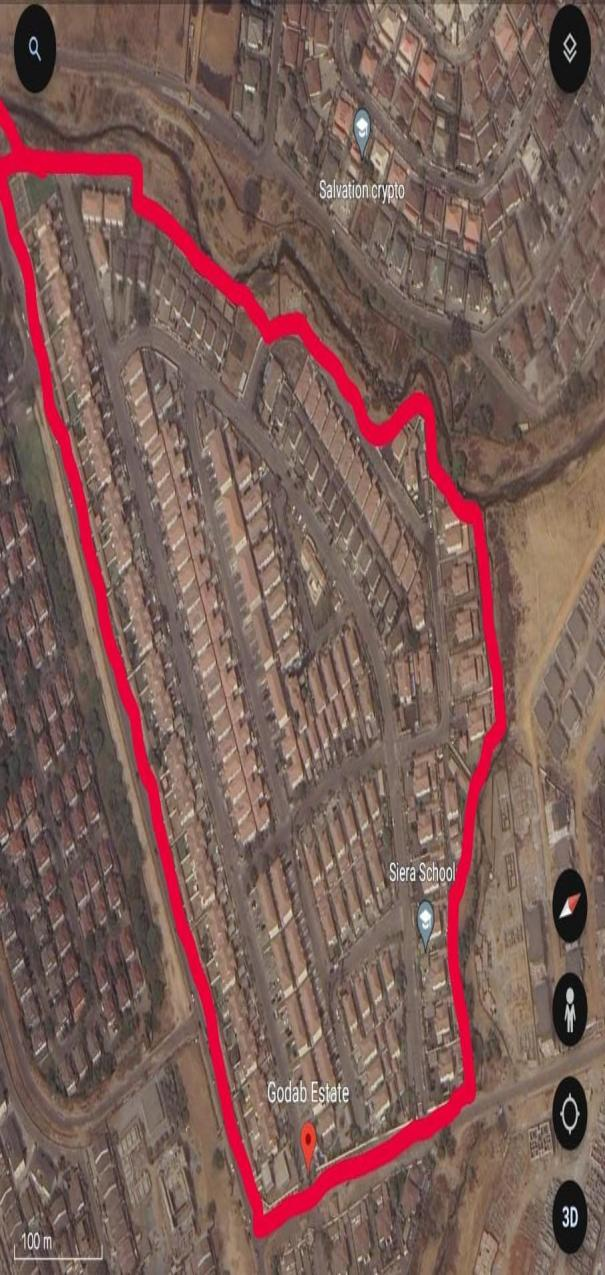 Salvation crypto
Siera School
Godab Estate
100 m
3D